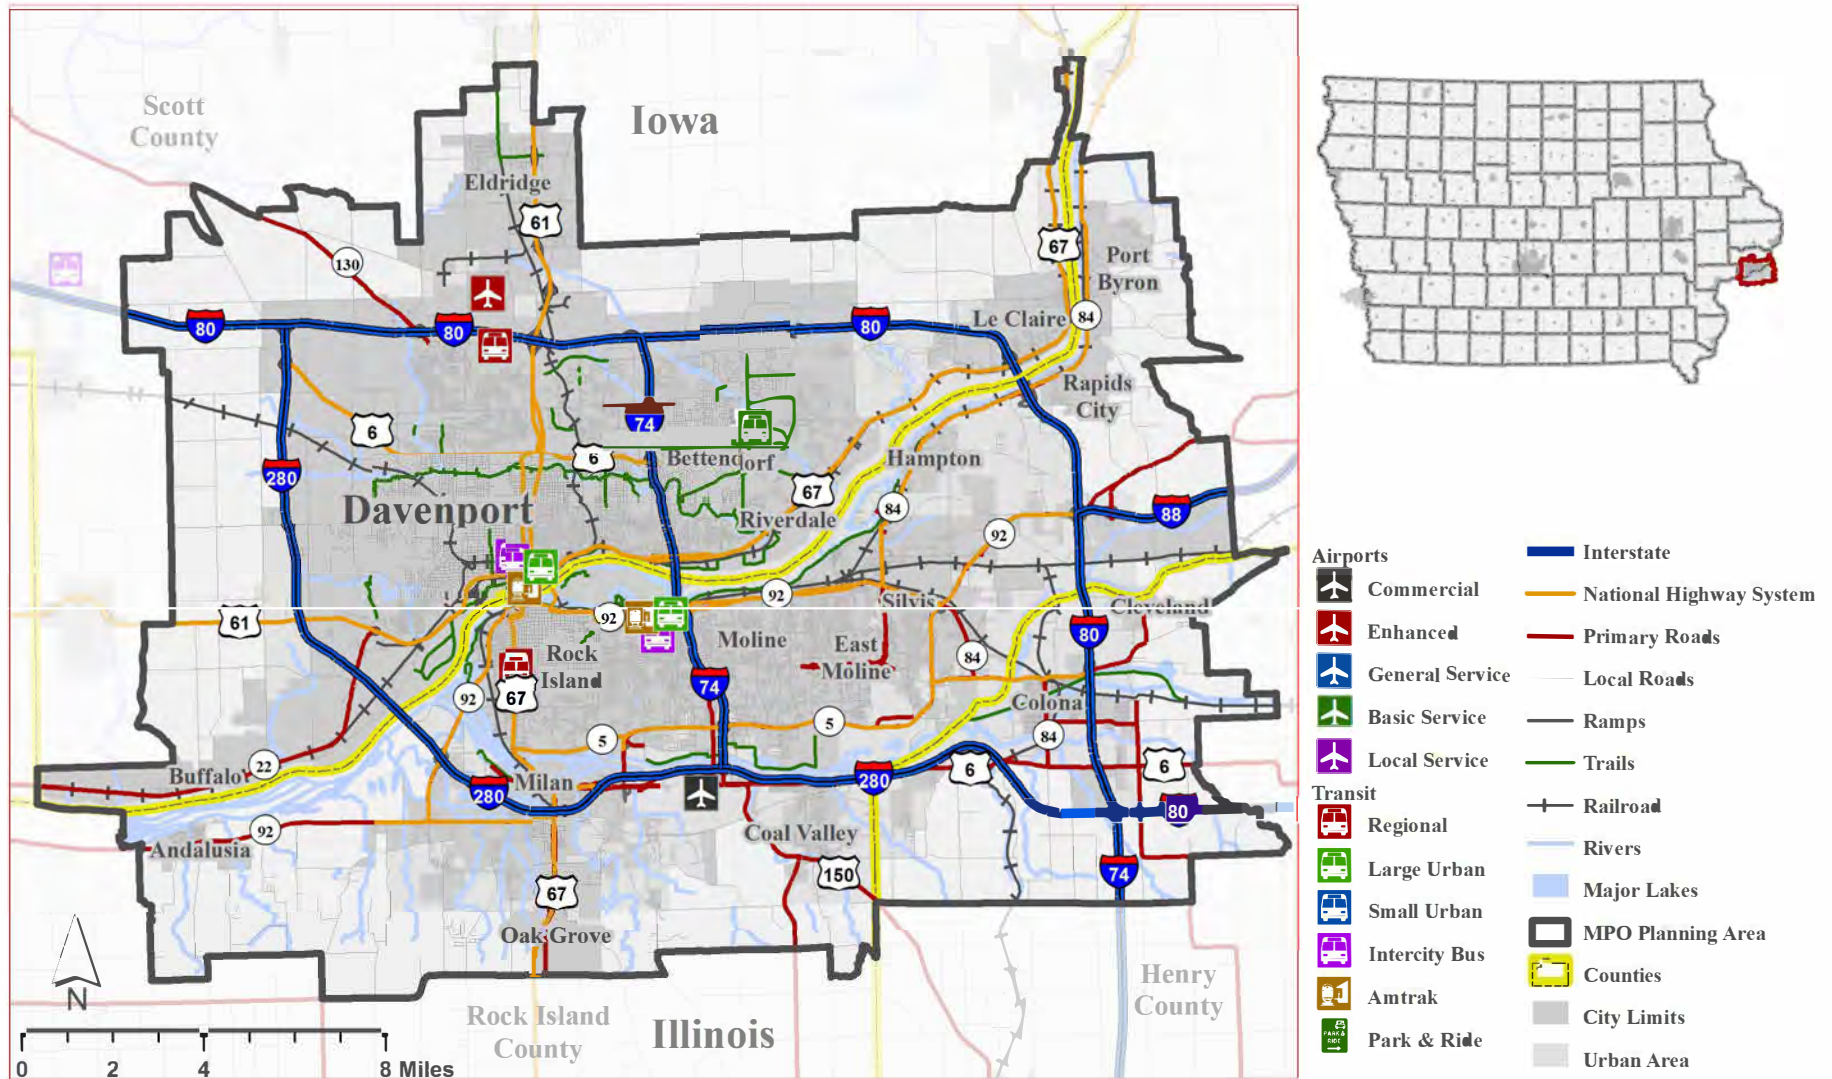 Scott
County
Iowa
Eldridge
61
130
67
Port
Byron
80
80
80
Le Claire
84
Rapids
City
6
74
6
Bettendorf
Hampton
280
67
84
88
Davenport
Riverdale
92
92
92
Silvis
Cleveland
61
80
Moline
East
Moline
84
Rock
Island
67
92
74
Colona
5
5
84
Buffalo
22
Milan
280
280
6
6
80
92
Andalusia
Coal Valley
150
74
67
Oak Grove
N
Rock Island
County
Illinois
Henry
County
0
2
4
8 Miles
Airports
Commercial
Enhanced
General Service
Basic Service
Local Service
Transit
Regional
Large Urban
Small Urban
Intercity Bus
Amtrak
PARK &
RIDE
Park & Ride
Interstate
National Highway System
Primary Roads
Local Roads
Ramps
Trails
Railroad
Rivers
Major Lakes
MPO Planning Area
Counties
City Limits
Urban Area